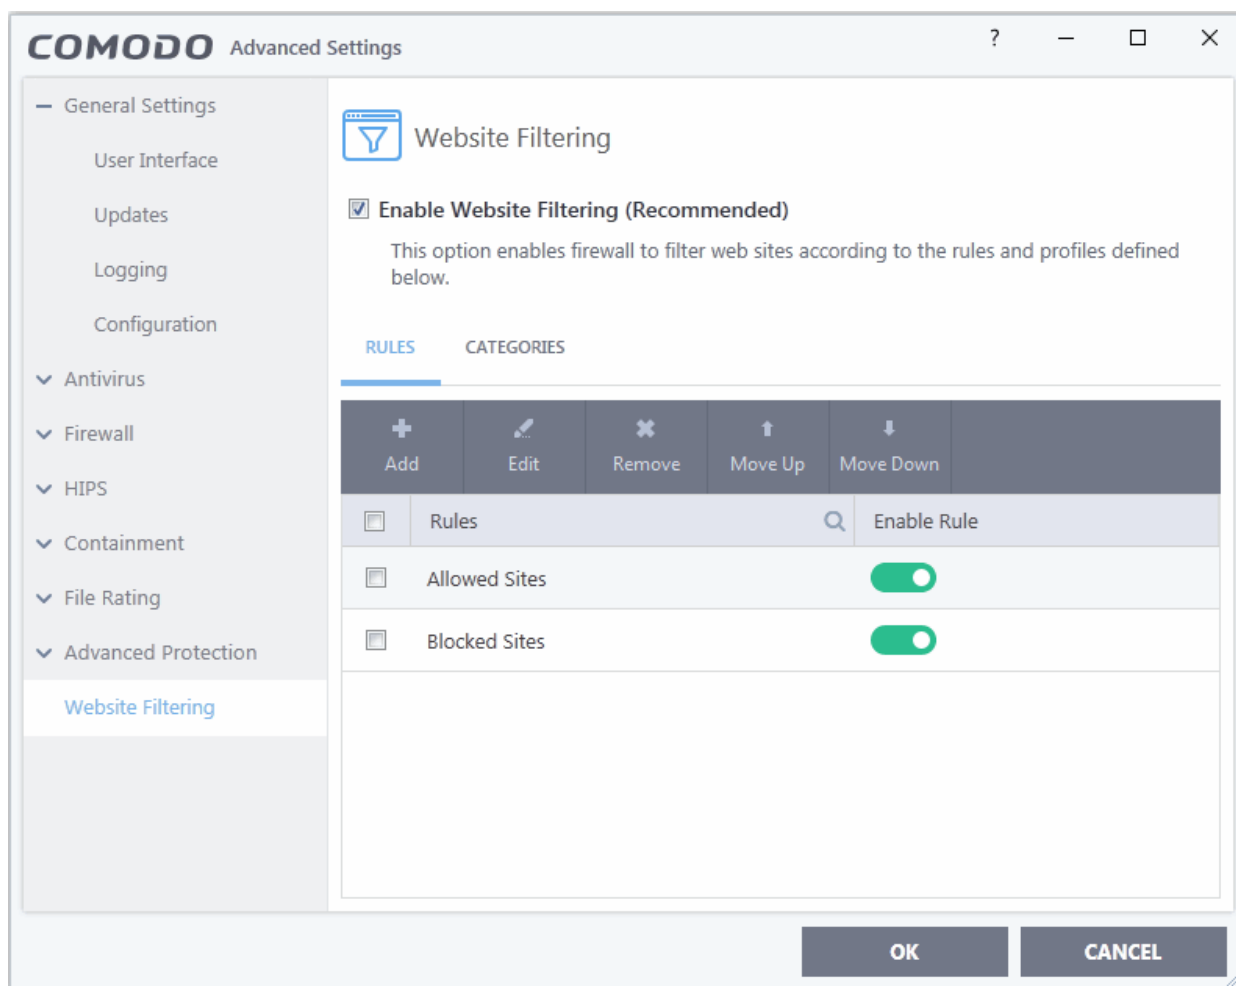 COMODO Advanced Settings ?
General Settings
User Interface
Updates
Logging
Configuration
Antivirus
Firewall
HIPS
Containment
File Rating
Advanced Protection
Website Filtering
Website Filtering
Enable Website Filtering (Recommended)
This option enables firewall to filter web sites according to the rules and profiles defined
below.
RULES CATEGORIES
Add Edit Remove Move Up Move Down
Rules Enable Rule
Allowed Sites
Blocked Sites
OK CANCEL